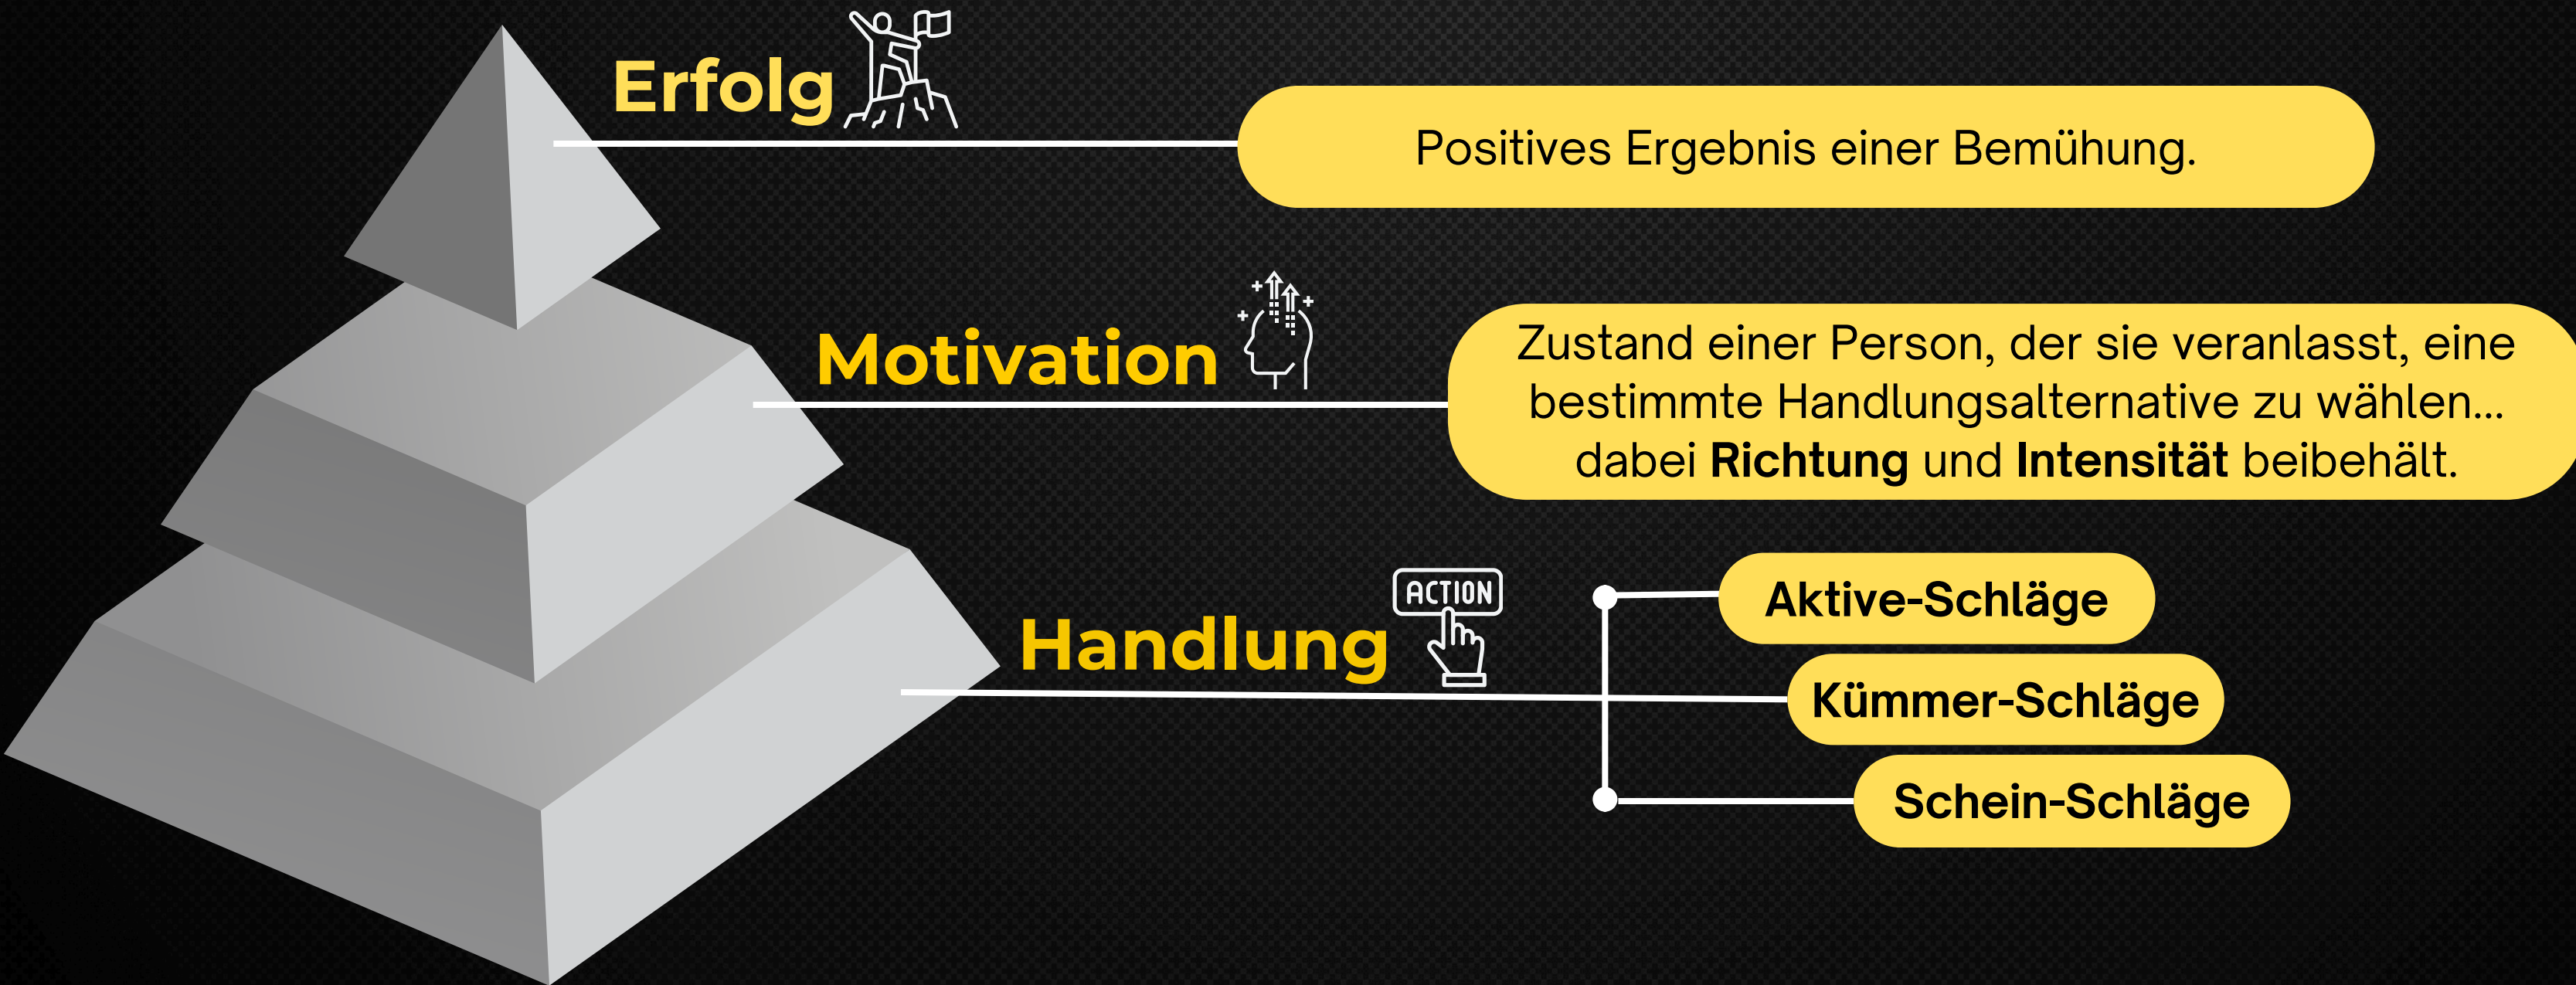 Erfolg
Positives Ergebnis einer Bemühung.
Motivation
Zustand einer Person, der sie veranlasst, eine
bestimmte Handlungsalternative zu wählen...
dabei Richtung und Intensität beibehält.
Handlung
ACTION
Aktive-Schläge
Kümmer-Schläge
Schein-Schläge